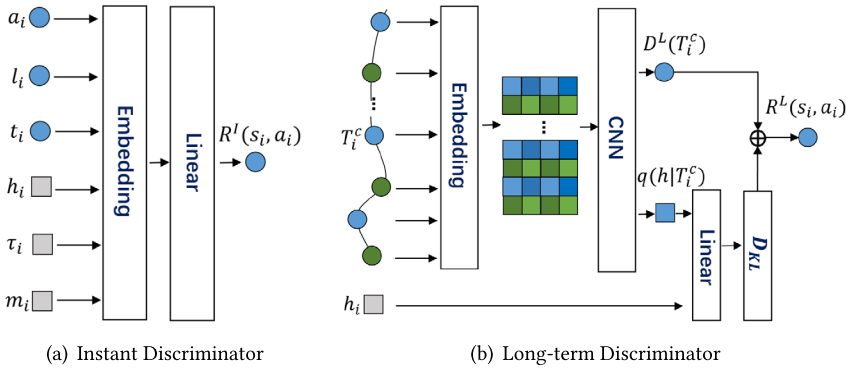 a_i
l_i
t_i
h_i
τ_i
m_i
Embedding
Linear
R^I(s_i, a_i)
(a) Instant Discriminator
...
T_i^c
h_i
Embedding
...
CNN
D^L(T_i^c)
q(h|T_i^c)
Linear
D_KL
R^L(s_i, a_i)
(b) Long-term Discriminator